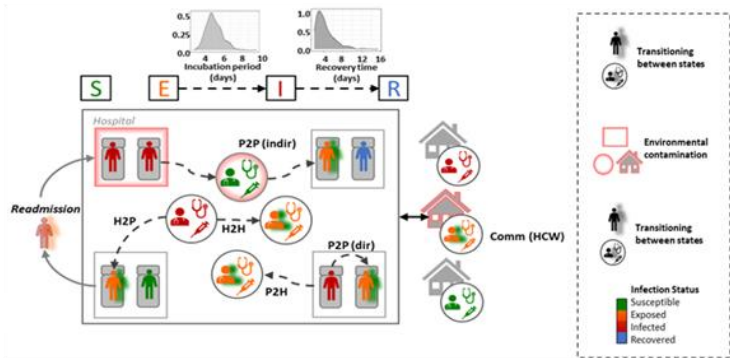 0.5
0.25
0.0
4 6 8 10
Incubation period
(days)
1.0
0.5
0.0
4 8 12 16
Recovery time
(days)
S E I R
Hospital
P2P (indir)
Readmission
H2P
H2H
P2P (dir)
P2H
Comm (HCW)
Transitioning
between states
Environmental
contamination
Transitioning
between states
Infection Status
Susceptible
Exposed
Infected
Recovered